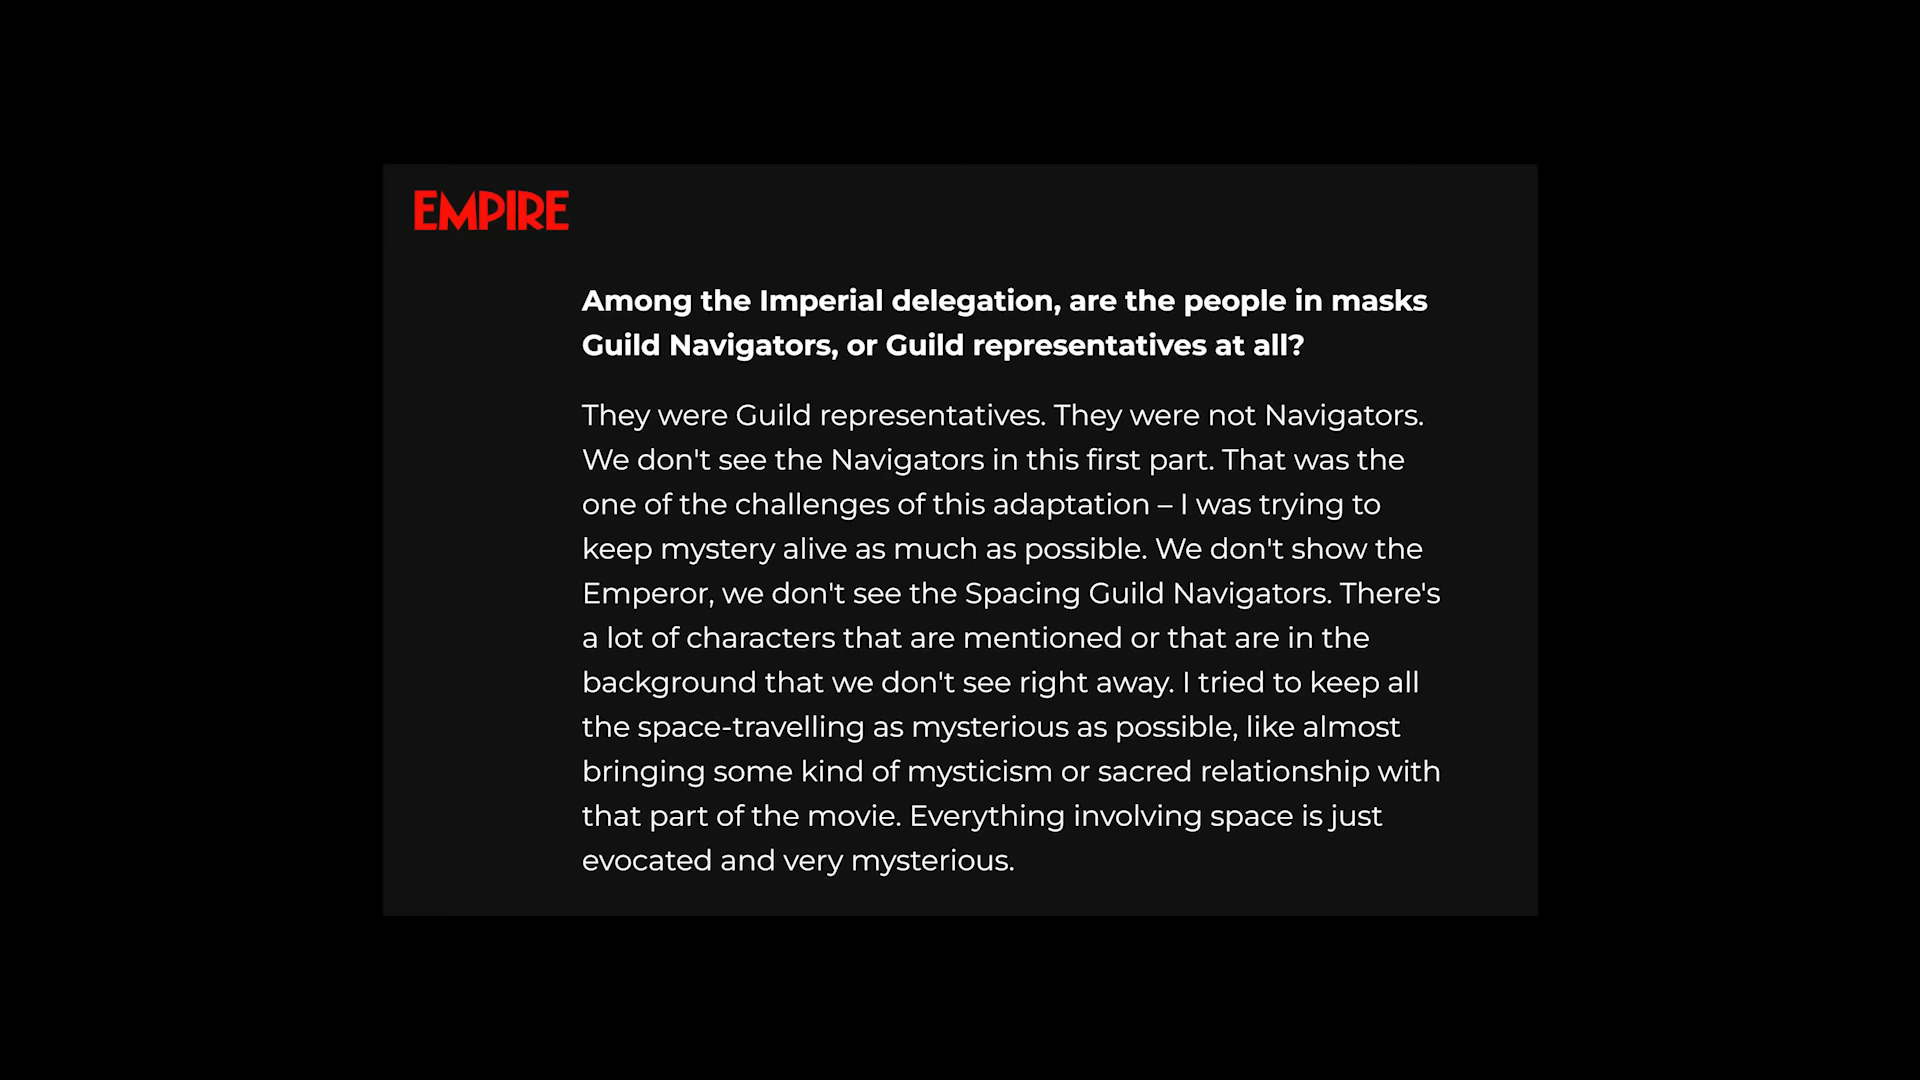 EMPIRE
Among the Imperial delegation, are the people in masks
Guild Navigators, or Guild representatives at all?
They were Guild representatives. They were not Navigators.
We don't see the Navigators in this first part. That was the
one of the challenges of this adaptation – I was trying to
keep mystery alive as much as possible. We don't show the
Emperor, we don't see the Spacing Guild Navigators. There's
a lot of characters that are mentioned or that are in the
background that we don't see right away. I tried to keep all
the space-travelling as mysterious as possible, like almost
bringing some kind of mysticism or sacred relationship with
that part of the movie. Everything involving space is just
evocated and very mysterious.